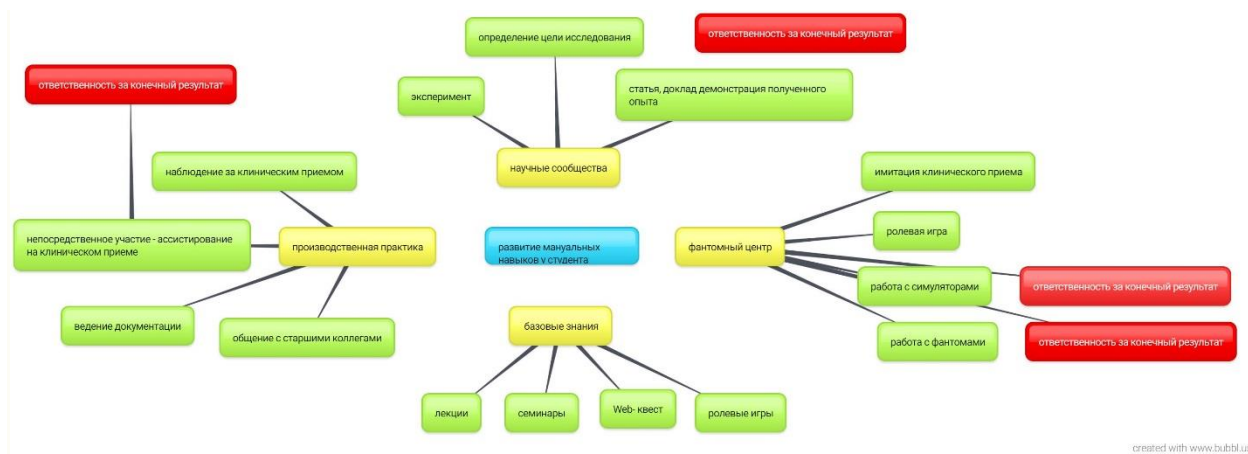 определение цели исследования
ответственность за конечный результат
ответственность за конечный результат
эксперимент
статья, доклад демонстрация полученного
опыта
научные сообщества
наблюдение за клиническим приемом
имитация клинического приема
непосредственное участие - ассистирование
на клиническом приеме
производственная практика
развитие мануальных
навыков у студента
фантомный центр
ролевая игра
работа с симуляторами
ответственность за конечный результат
ведение документации
общение с старшими коллегами
базовые знания
работа с фантомами
ответственность за конечный результат
лекции
семинары
Web- квест
ролевые игры
created with www.bubbl.us